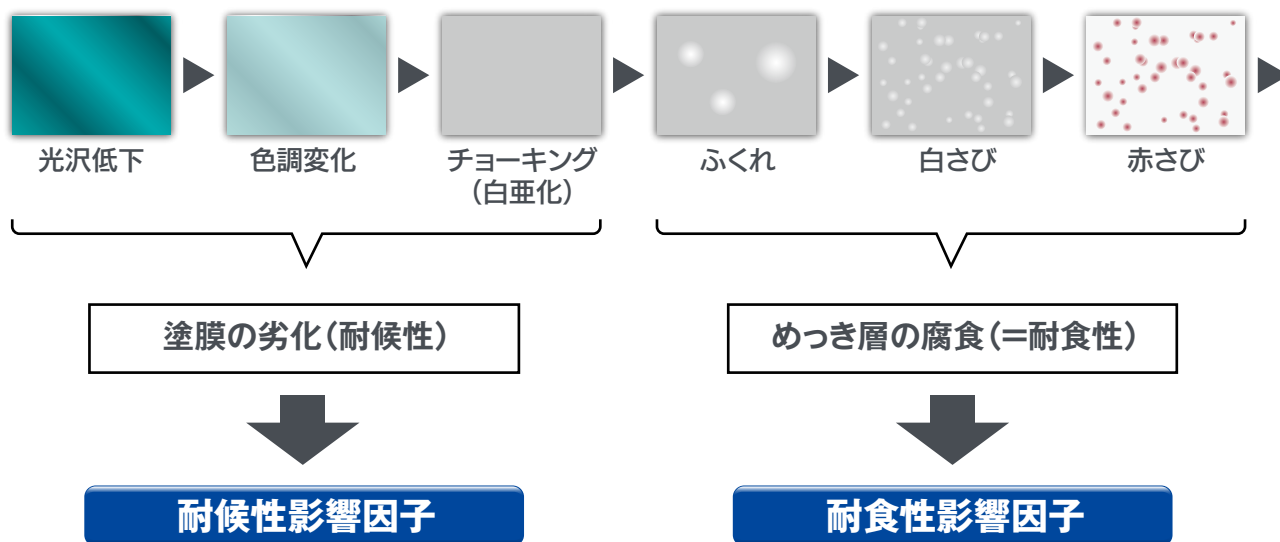 光沢低下
色調変化
チョーキング
(白亜化)
ふくれ
白さび
赤さび
塗膜の劣化(耐候性)
めっき層の腐食(=耐食性)
耐候性影響因子
耐食性影響因子